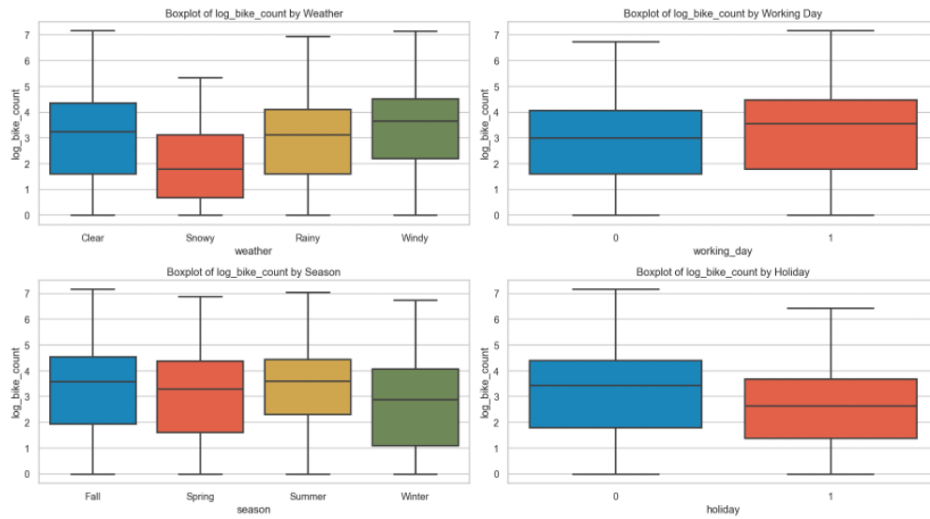 Boxplot of log_bike_count by Weather
7
6
5
4
3
2
1
0
log_bike_count
Clear Snowy Rainy Windy
weather
Boxplot of log_bike_count by Working Day
7
6
5
4
3
2
1
0
log_bike_count
0 1
working_day
Boxplot of log_bike_count by Season
7
6
5
4
3
2
1
0
log_bike_count
Fall Spring Summer Winter
season
Boxplot of log_bike_count by Holiday
7
6
5
4
3
2
1
0
log_bike_count
0 1
holiday